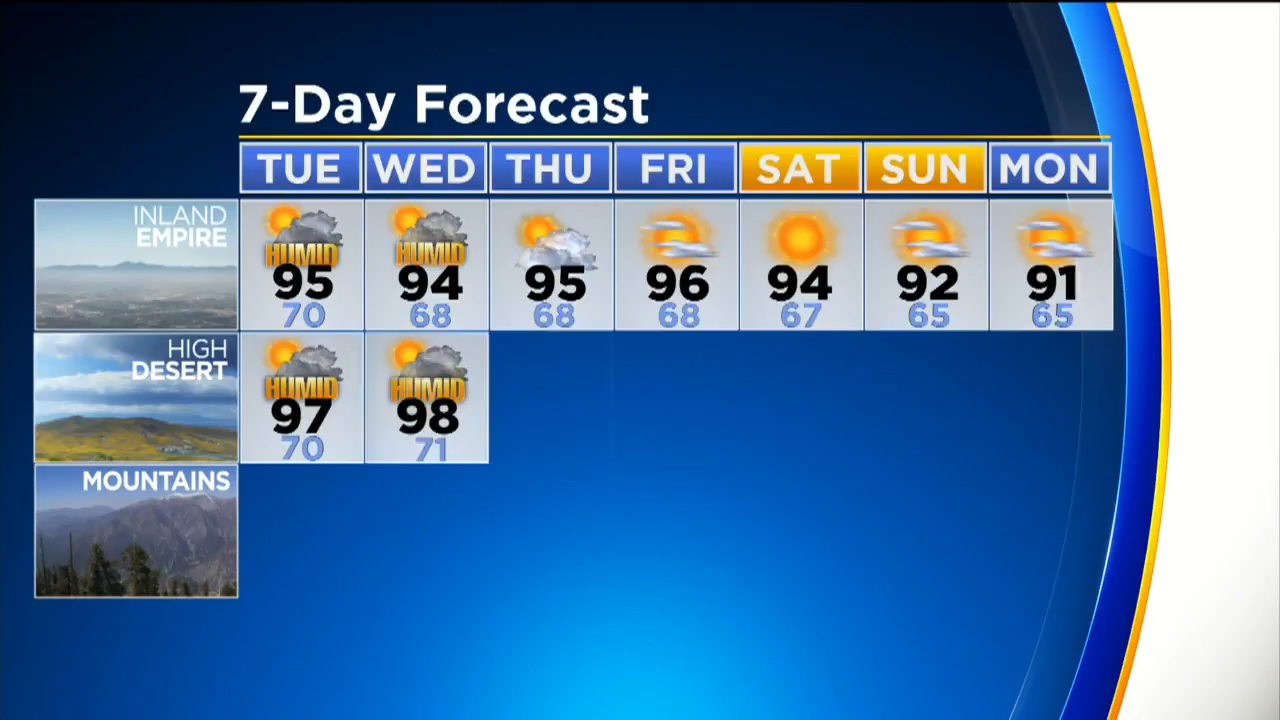 7-Day Forecast
TUE WED THU FRI SAT SUN MON
INLAND
EMPIRE
HUMID HUMID
95 94 95 96 94 92 91
70 68 68 68 67 65 65
HIGH
DESERT
HUMID HUMID
97 98
70 71
MOUNTAINS